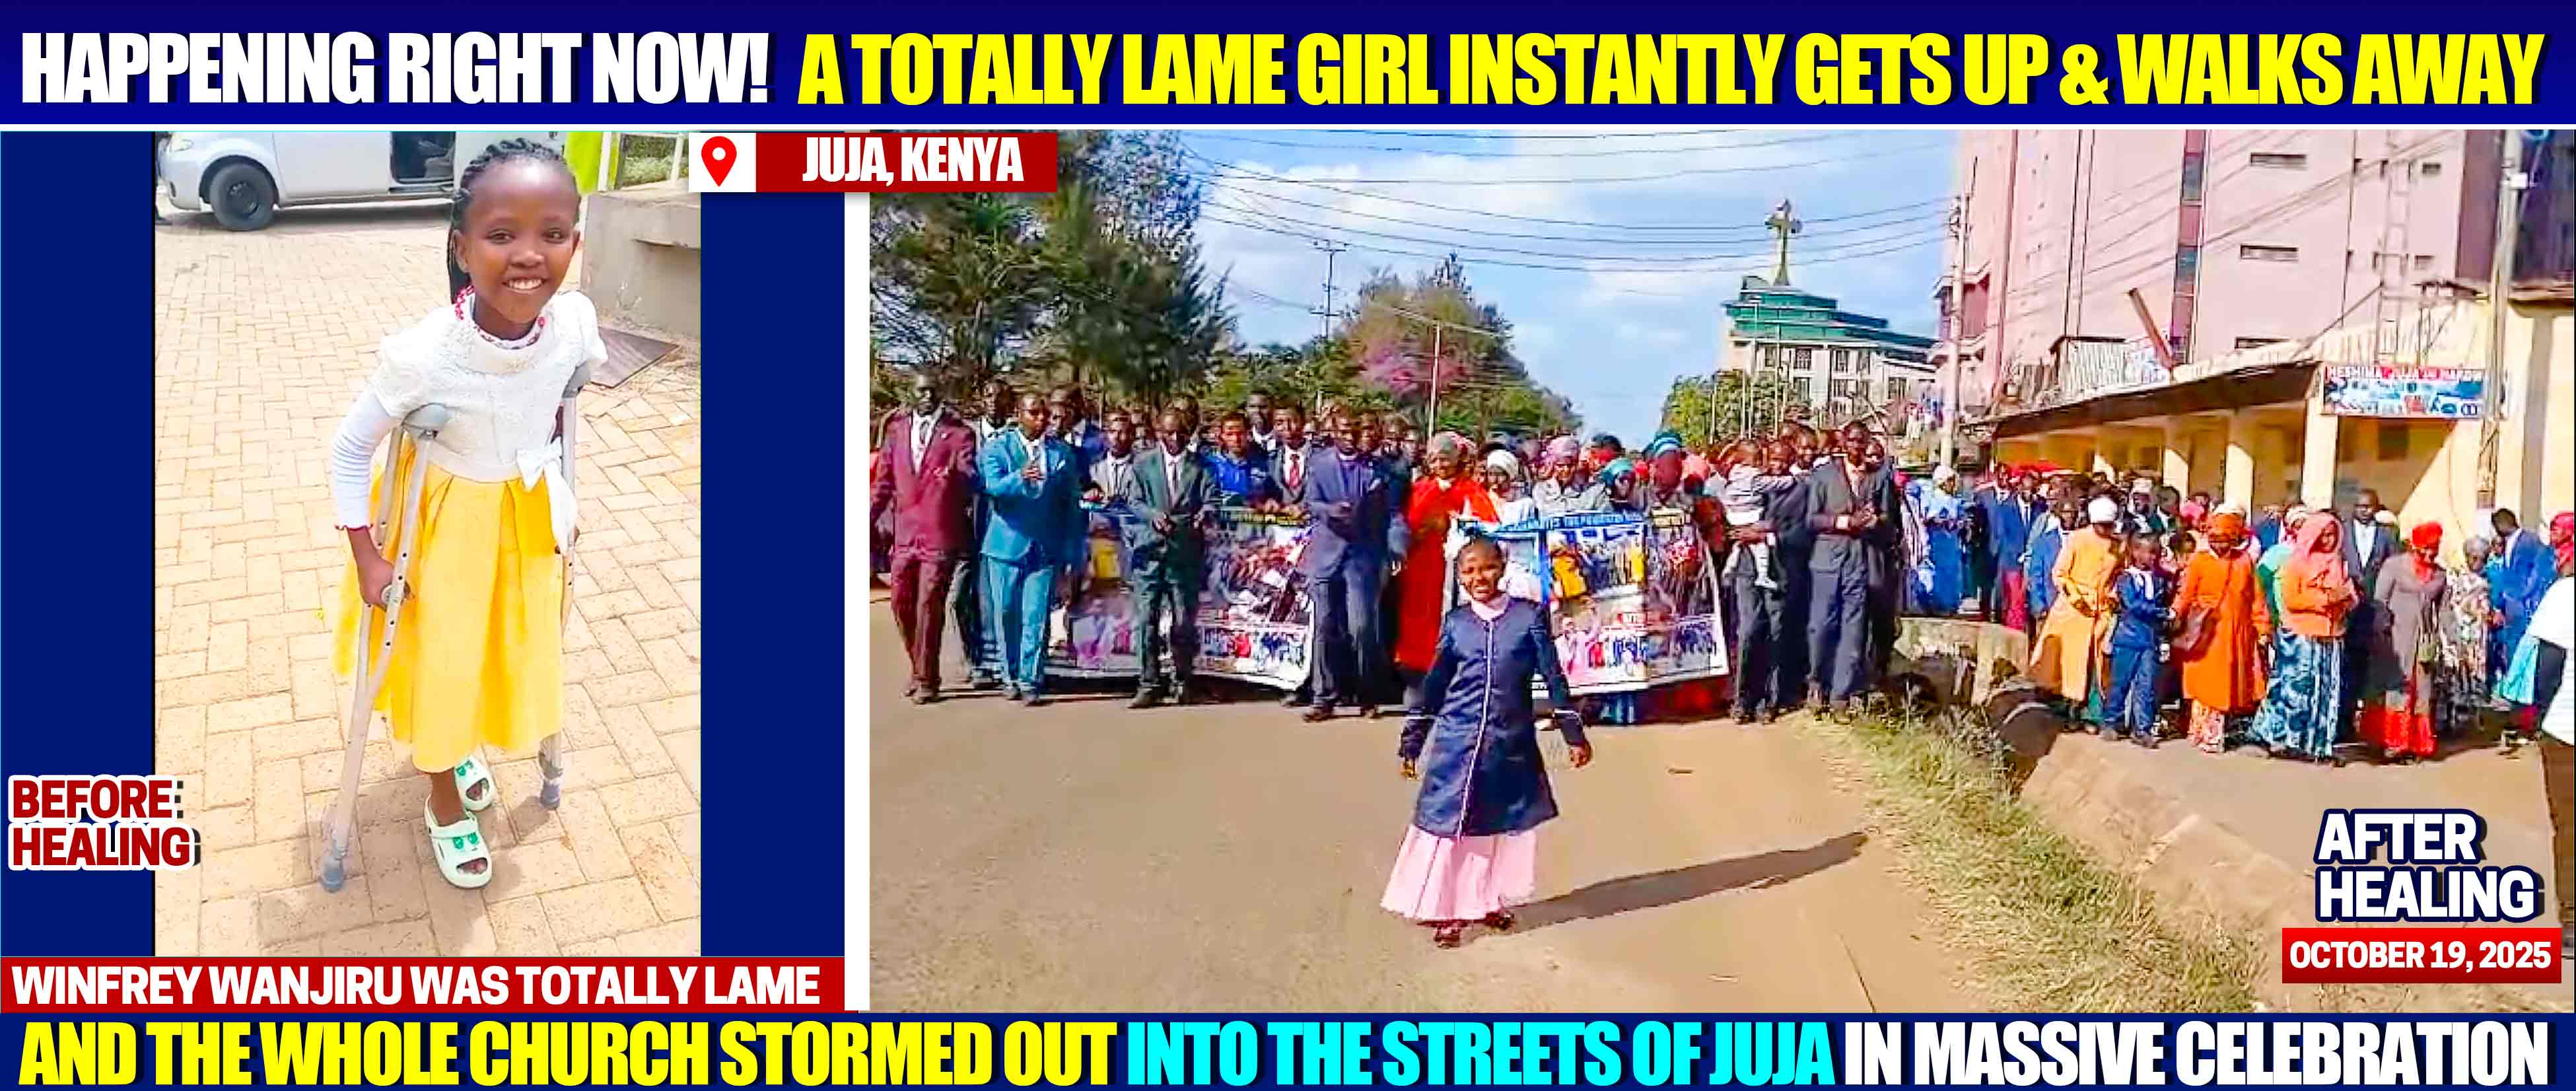 HAPPENING RIGHT NOW! A TOTALLY LAME GIRL INSTANTLY GETS UP & WALKS AWAY
JUJA, KENYA
BEFORE:
HEALING
AFTER
HEALING
OCTOBER 19, 2025
WINFREY WANJIRU WAS TOTALLY LAME
AND THE WHOLE CHURCH STORMED OUT INTO THE STREETS OF JUJA IN MASSIVE CELEBRATION